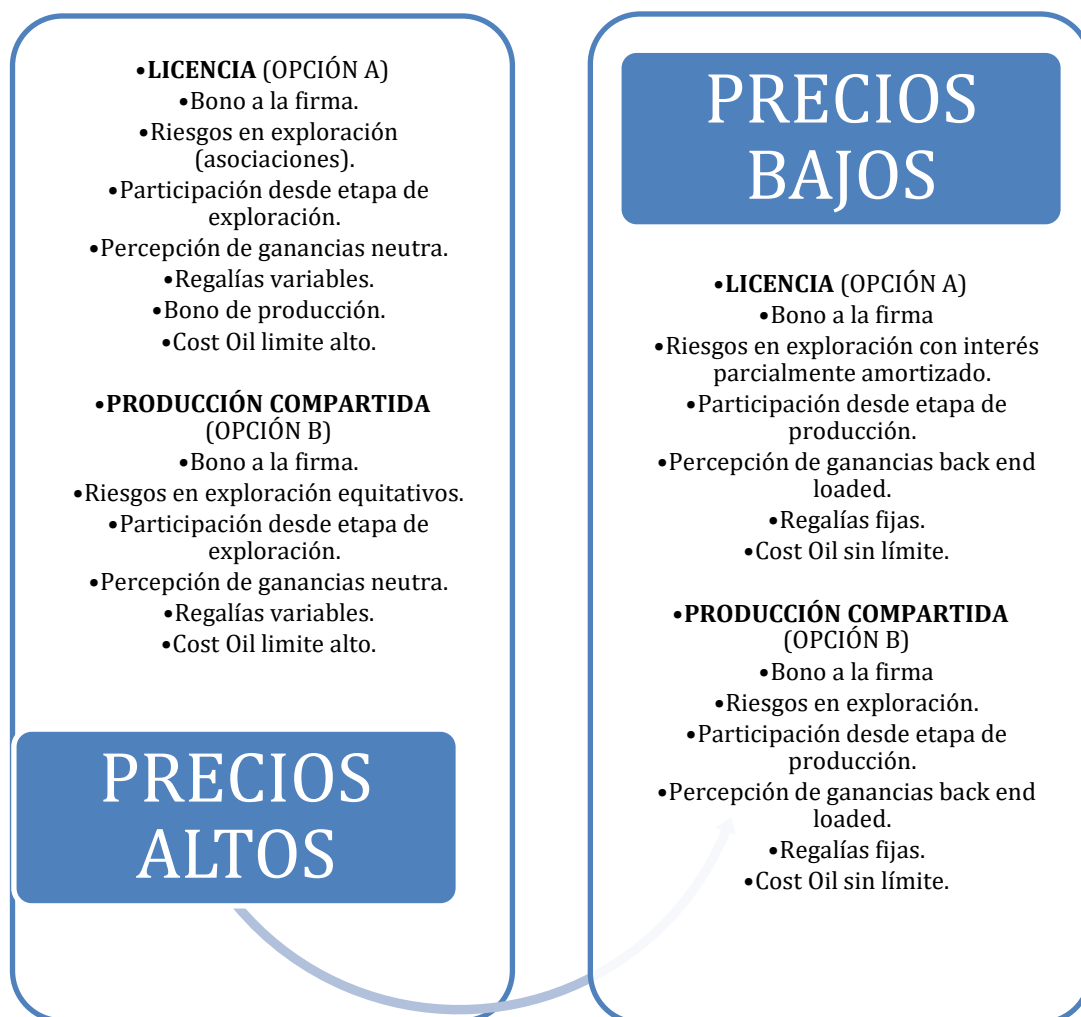 •LICENCIA (OPCIÓN A)
•Bono a la firma.
•Riesgos en exploración
(asociaciones).
•Participación desde etapa de
exploración.
•Percepción de ganancias neutra.
•Regalías variables.
•Bono de producción.
•Cost Oil limite alto.
•PRODUCCIÓN COMPARTIDA
(OPCIÓN B)
•Bono a la firma.
•Riesgos en exploración equitativos.
•Participación desde etapa de
exploración.
•Percepción de ganancias neutra.
•Regalías variables.
•Cost Oil limite alto.
PRECIOS
ALTOS
PRECIOS
BAJOS
•LICENCIA (OPCIÓN A)
•Bono a la firma
•Riesgos en exploración con interés
parcialmente amortizado.
•Participación desde etapa de
producción.
•Percepción de ganancias back end
loaded.
•Regalías fijas.
•Cost Oil sin límite.
•PRODUCCIÓN COMPARTIDA
(OPCIÓN B)
•Bono a la firma
•Riesgos en exploración.
•Participación desde etapa de
producción.
•Percepción de ganancias back end
loaded.
•Regalías fijas.
•Cost Oil sin límite.